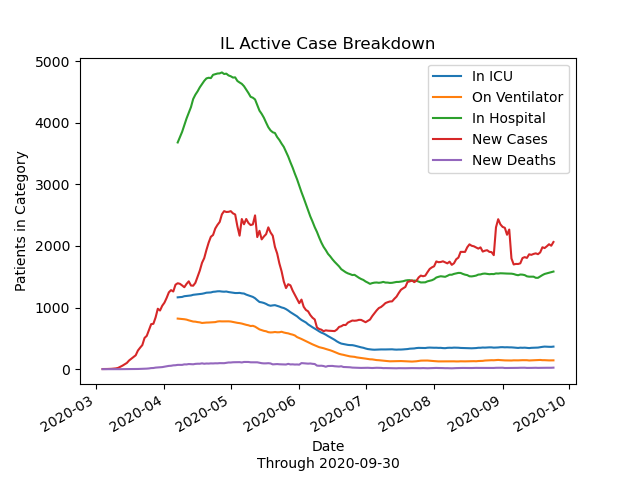 IL Active Case Breakdown
In ICU
On Ventilator
In Hospital
New Cases
New Deaths
Patients in Category
5000
4000
3000
2000
1000
0
2020-03
2020-04
2020-05
2020-06
2020-07
2020-08
2020-09
2020-10
Date
Through 2020-09-30